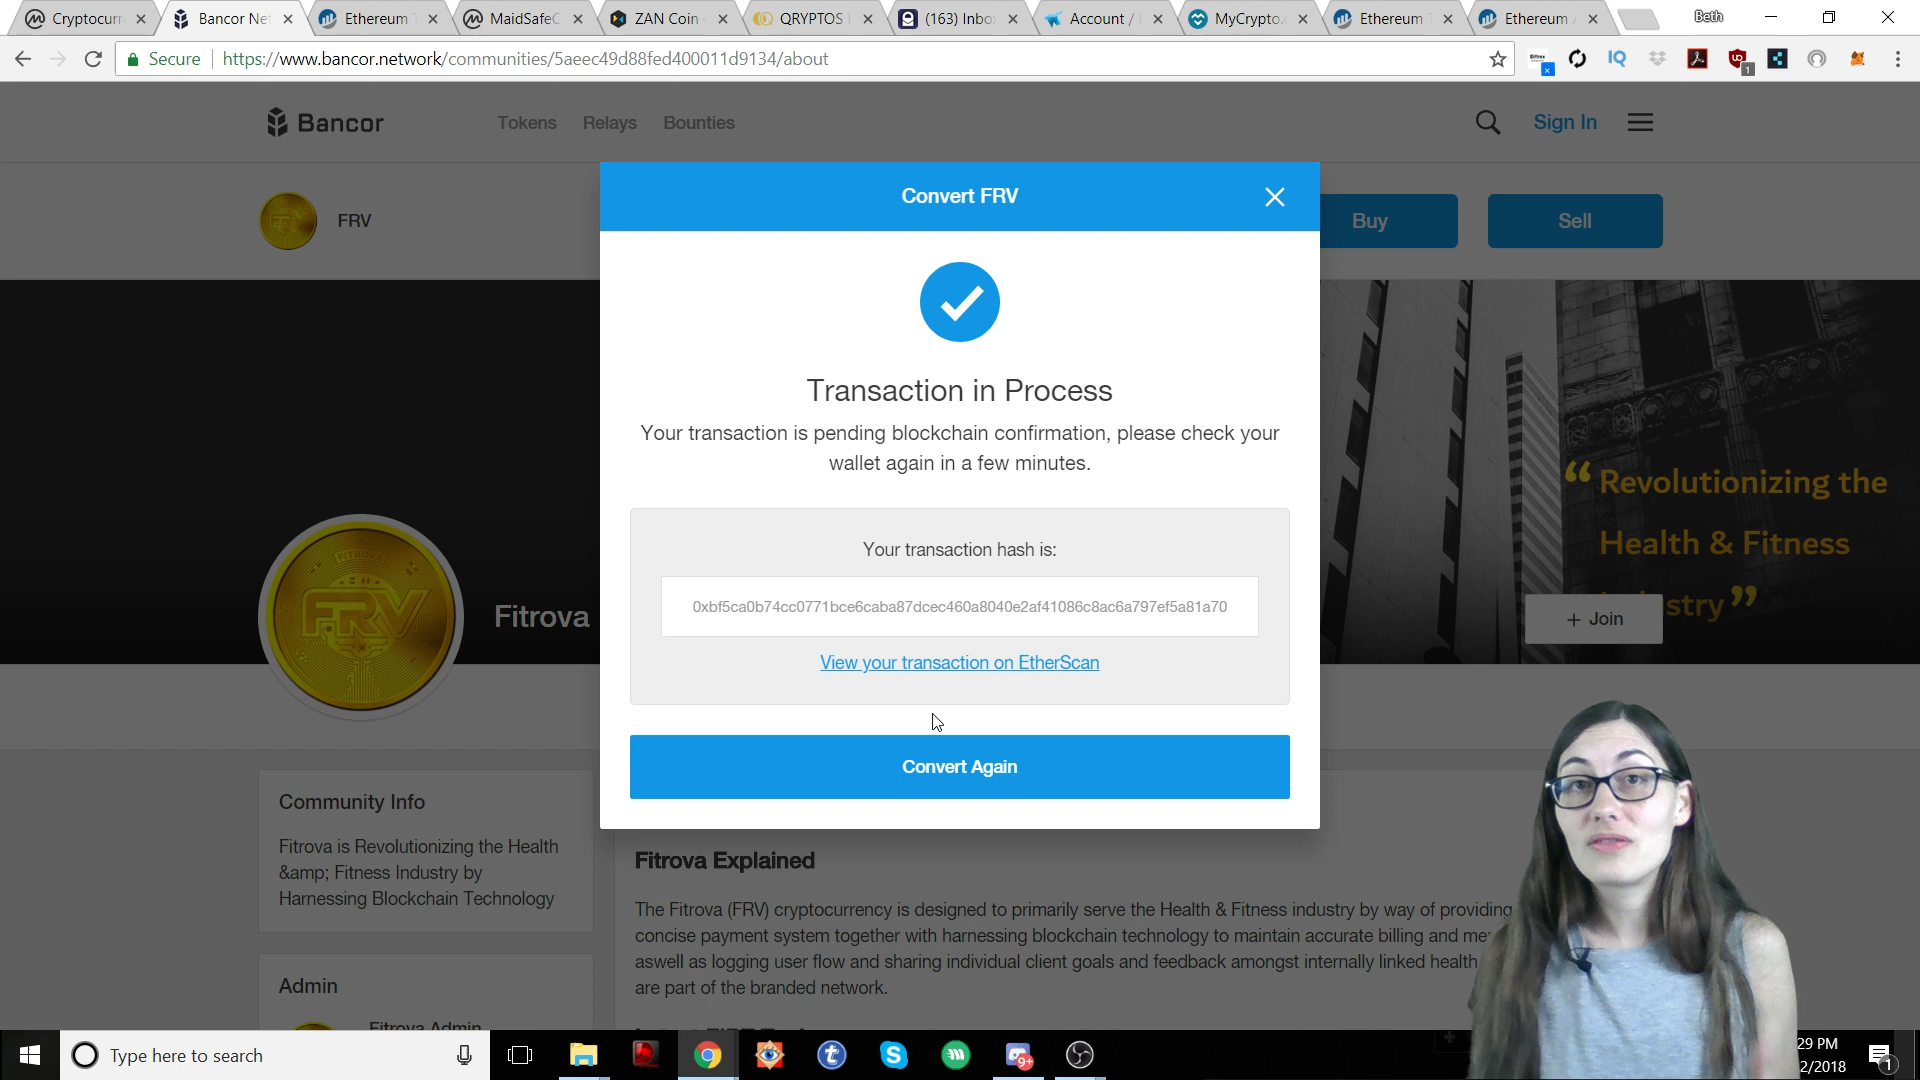 Cryptocurr
Bancor Net
Ethereum T
MaidSafeC
ZAN Coin -
QRYPTOS
(163) Inbo
Account /
MyCrypto.
Ethereum T
Ethereum A
Beth
Secure
https://www.bancor.network/communities/5aeec49d88fed400011d9134/about
Bancor
Tokens
Relays
Bounties
Sign In
FRV
Convert FRV
Buy
Sell
Transaction in Process
Your transaction is pending blockchain confirmation, please check your
wallet again in a few minutes.
Your transaction hash is:
0xbf5ca0b74cc0771bce6caba87dcec460a8040e2af41086c8ac6a797ef5a81a70
View your transaction on EtherScan
Convert Again
FITROVA
FRV
Fitrova
“ Revolutionizing the
Health & Fitness
stry ”
+ Join
Community Info
Fitrova is Revolutionizing the Health
&amp; Fitness Industry by
Harnessing Blockchain Technology
Admin
Fitrova Admin
Fitrova Explained
The Fitrova (FRV) cryptocurrency is designed to primarily serve the Health & Fitness industry by way of providing
concise payment system together with harnessing blockchain technology to maintain accurate billing and me
aswell as logging user flow and sharing individual client goals and feedback amongst internally linked health
are part of the branded network.
Type here to search
9+
29 PM
2/2018
1